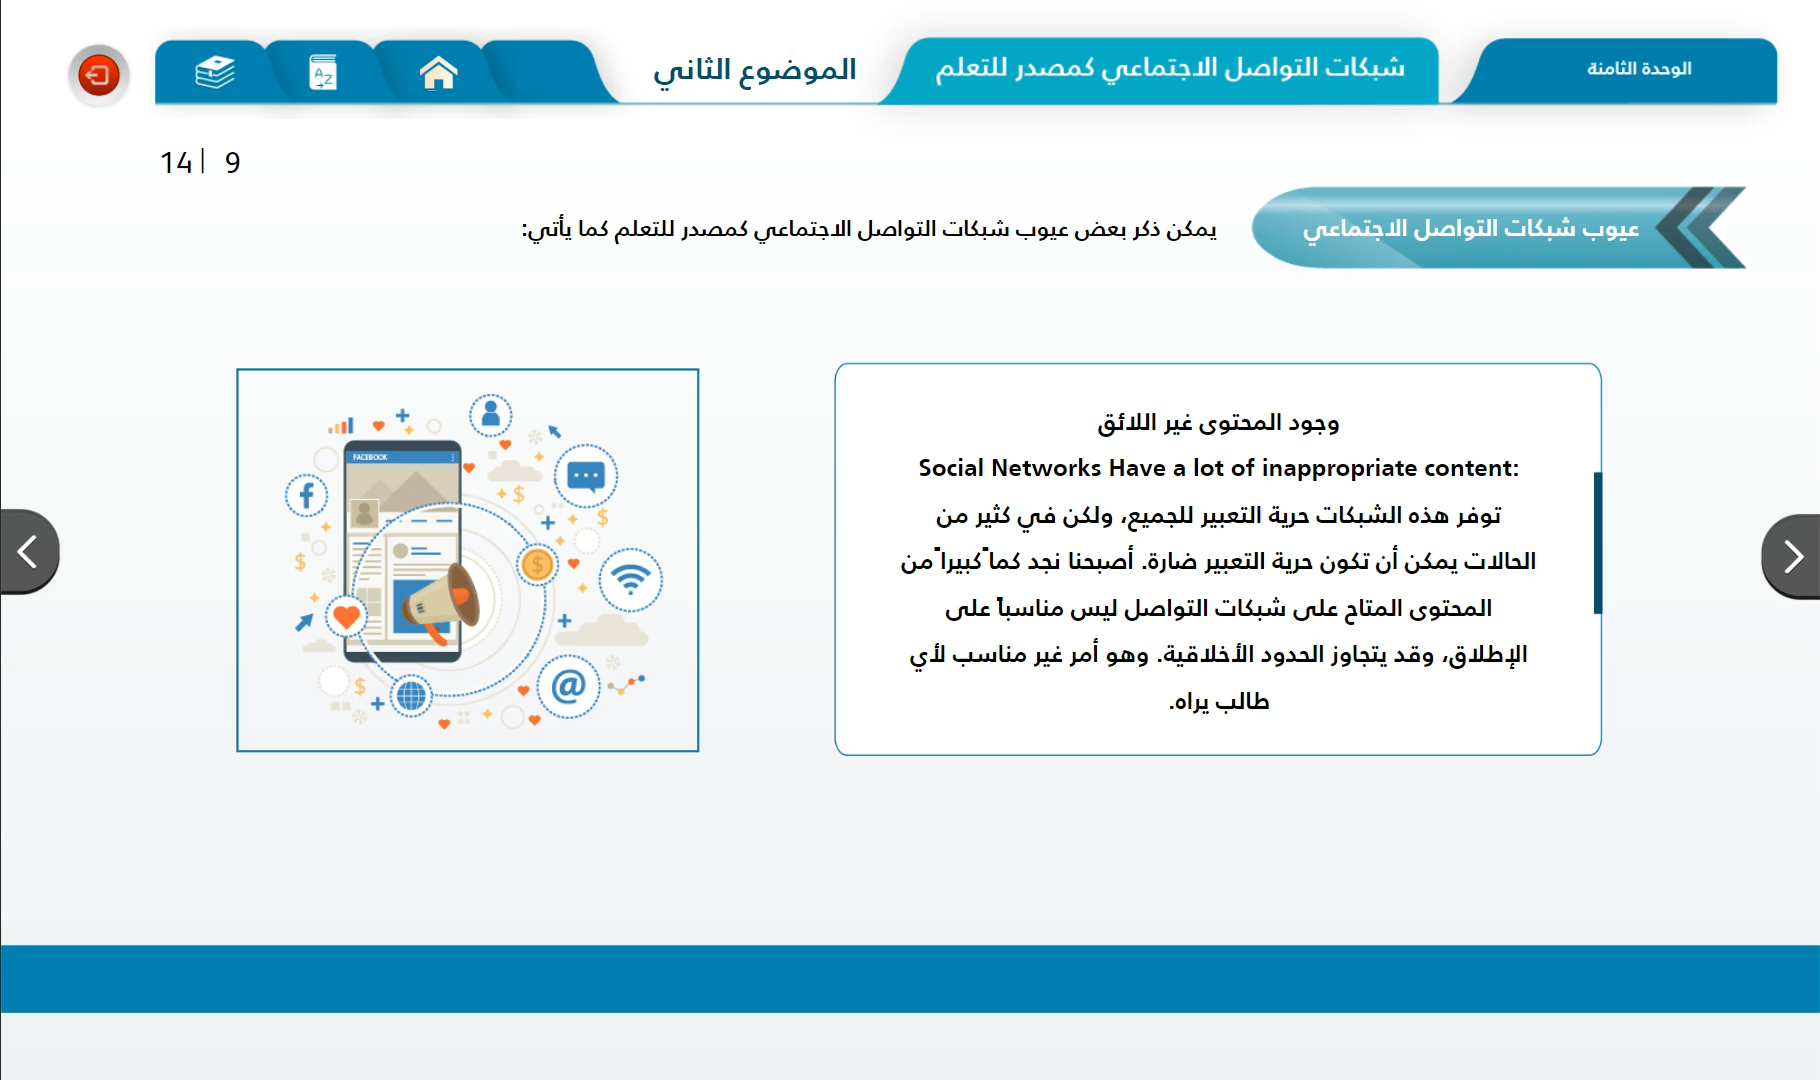 الوحدة الثامنة
شبكات التواصل الاجتماعي كمصدر للتعلم
الموضوع الثاني
A Z
14 | 9
عيوب شبكات التواصل الاجتماعي
يمكن ذكر بعض عيوب شبكات التواصل الاجتماعي كمصدر للتعلم كما يأتي:
وجود المحتوى غير اللائق
Social Networks Have a lot of inappropriate content:
توفر هذه الشبكات حرية التعبير للجميع، ولكن في كثير من
الحالات يمكن أن تكون حرية التعبير ضارة. أصبحنا نجد كماً كبيراً من
المحتوى المتاح على شبكات التواصل ليس مناسباً على
الإطلاق، وقد يتجاوز الحدود الأخلاقية. وهو أمر غير مناسب لأي
طالب يراه.
FACEBOOK